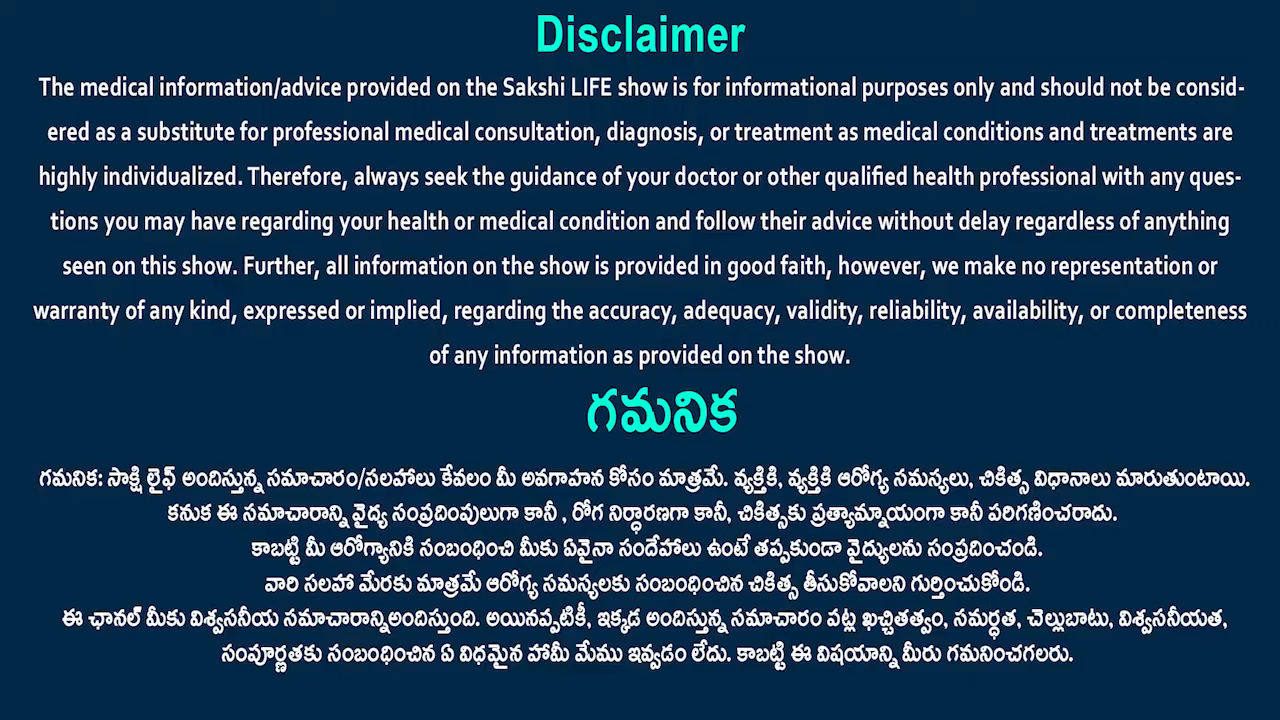 Disclaimer
The medical information/advice provided on the Sakshi LIFE show is for informational purposes only and should not be consid-
ered as a substitute for professional medical consultation, diagnosis, or treatment as medical conditions and treatments are
highly individualized. Therefore, always seek the guidance of your doctor or other qualified health professional with any ques-
tions you may have regarding your health or medical condition and follow their advice without delay regardless of anything
seen on this show. Further, all information on the show is provided in good faith, however, we make no representation or
warranty of any kind, expressed or implied, regarding the accuracy, adequacy, validity, reliability, availability, or completeness
of any information as provided on the show.
గమనిక
గమనిక: సాక్షి లైఫ్ అందిస్తున్న సమాచారం/సలహాలు కేవలం మీ అవగాహన కోసం మాత్రమే. వ్యక్తికి, వ్యక్తికి ఆరోగ్య సమస్యలు, చికిత్స విధానాలు మారుతుంటాయి.
కనుక ఈ సమాచారాన్ని వైద్య సంప్రదింపులుగా కానీ , రోగ నిర్ధారణగా కానీ, చికిత్సకు ప్రత్యామ్నాయంగా కానీ పరిగణించరాదు.
కాబట్టి మీ ఆరోగ్యానికి సంబంధించి మీకు ఏవైనా సందేహాలు ఉంటే తప్పకుండా వైద్యులను సంప్రదించండి.
వారి సలహా మేరకు మాత్రమే ఆరోగ్య సమస్యలకు సంబంధించిన చికిత్స తీసుకోవాలని గుర్తించుకోండి.
ఈ ఛానల్ మీకు విశ్వసనీయ సమాచారాన్నిఅందిస్తుంది. అయినప్పటికీ, ఇక్కడ అందిస్తున్న సమాచారం పట్ల ఖచ్చితత్వం, సమర్ధత, చెల్లుబాటు, విశ్వసనీయత,
సంపూర్ణతకు సంబంధించిన ఏ విధమైన హామీ మేము ఇవ్వడం లేదు. కాబట్టి ఈ విషయాన్ని మీరు గమనించగలరు.